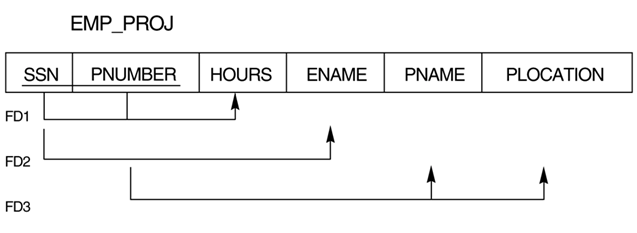 EMP_PROJ
SSN PNUMBER HOURS ENAME PNAME PLOCATION
FD1
FD2
FD3